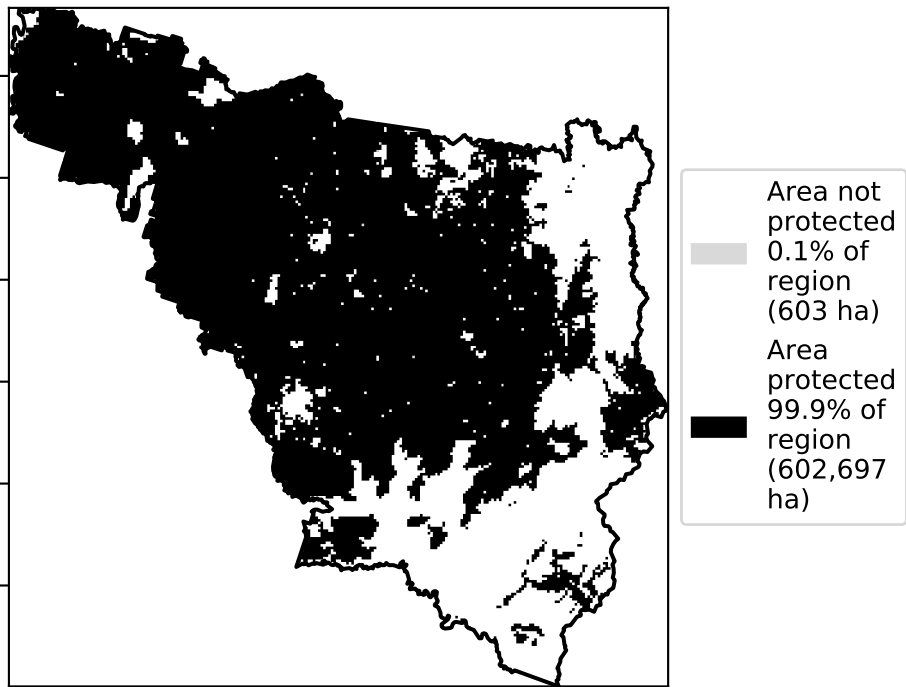 Area not
protected
0.1% of
region
(603 ha)
Area
protected
99.9% of
region
(602,697
ha)